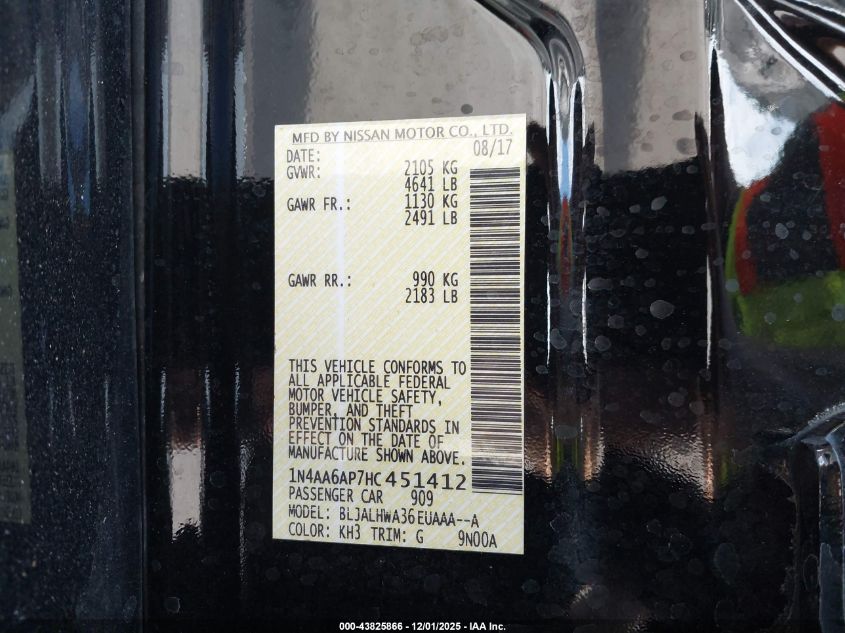 MFD BY NISSAN MOTOR CO., LTD.
DATE: 08/17
GVWR: 2105 KG
4641 LB
GAWR FR.: 1130 KG
2491 LB
GAWR RR.: 990 KG
2183 LB
THIS VEHICLE CONFORMS TO
ALL APPLICABLE FEDERAL
MOTOR VEHICLE SAFETY,
BUMPER, AND THEFT
PREVENTION STANDARDS IN
EFFECT ON THE DATE OF
MANUFACTURE SHOWN ABOVE.
1N4AA6AP7HC451412
PASSENGER CAR 909
MODEL: BLJALHWA36EUAAA--A
COLOR: KH3 TRIM: G 9N00A
000-43825866 - 12/01/2025 - IAA Inc.